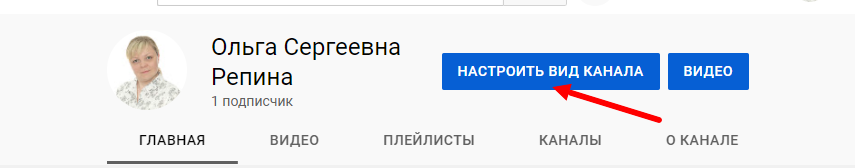 Ольга Сергеевна
Репина
1 подписчик
НАСТРОИТЬ ВИД КАНАЛА
ВИДЕО
ГЛАВНАЯ ВИДЕО ПЛЕЙЛИСТЫ КАНАЛЫ О КАНАЛЕ